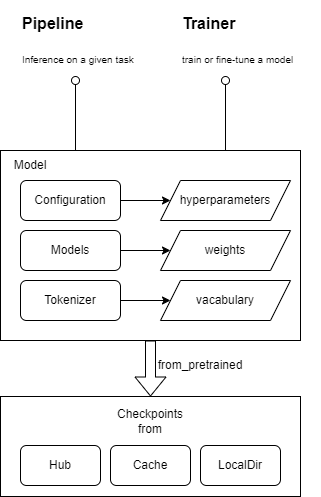 Pipeline Trainer
Inference on a given task train or fine-tune a model
Model
Configuration hyperparameters
Models weights
Tokenizer vacabulary
from_pretrained
Checkpoints
from
Hub Cache LocalDir